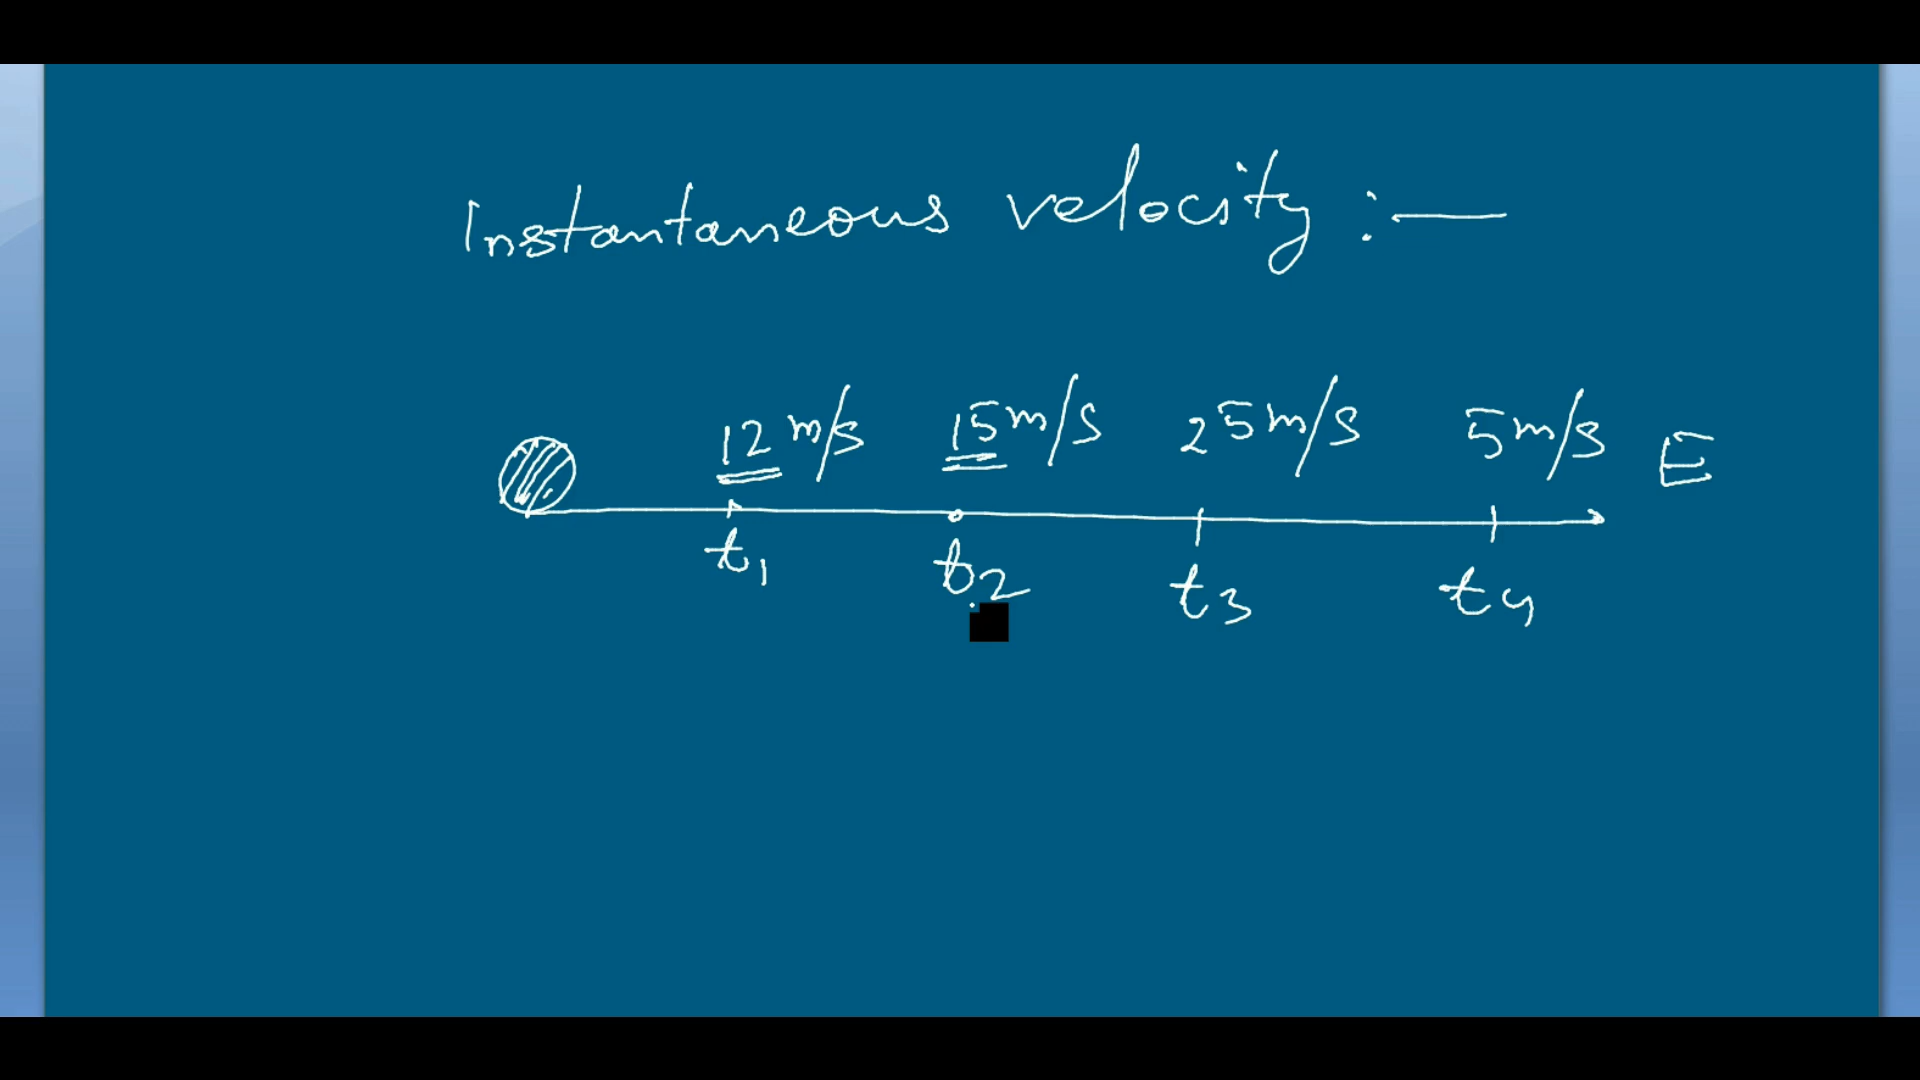 Instantaneous velocity :—
12 m/s 15 m/s 25 m/s 5 m/s E
t1 t2 t3 t4